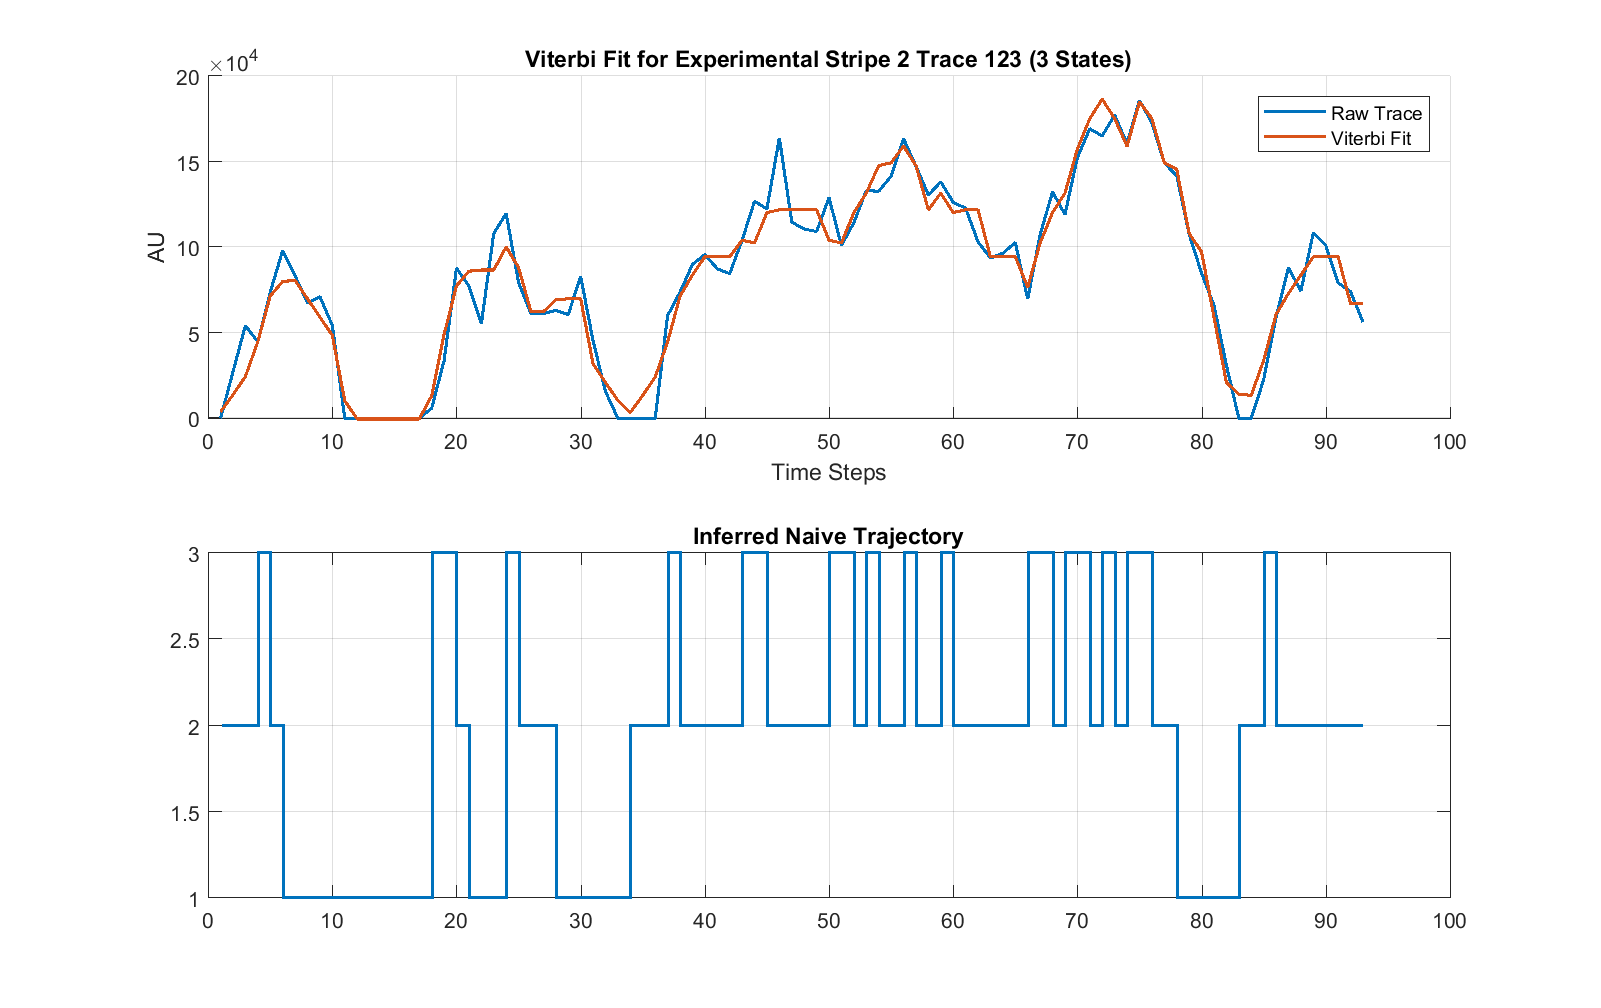 Viterbi Fit for Experimental Stripe 2 Trace 123 (3 States)
×10^4
20
15
10
5
0
AU
Raw Trace
Viterbi Fit
0 10 20 30 40 50 60 70 80 90 100
Time Steps
Inferred Naive Trajectory
3
2.5
2
1.5
1
0 10 20 30 40 50 60 70 80 90 100